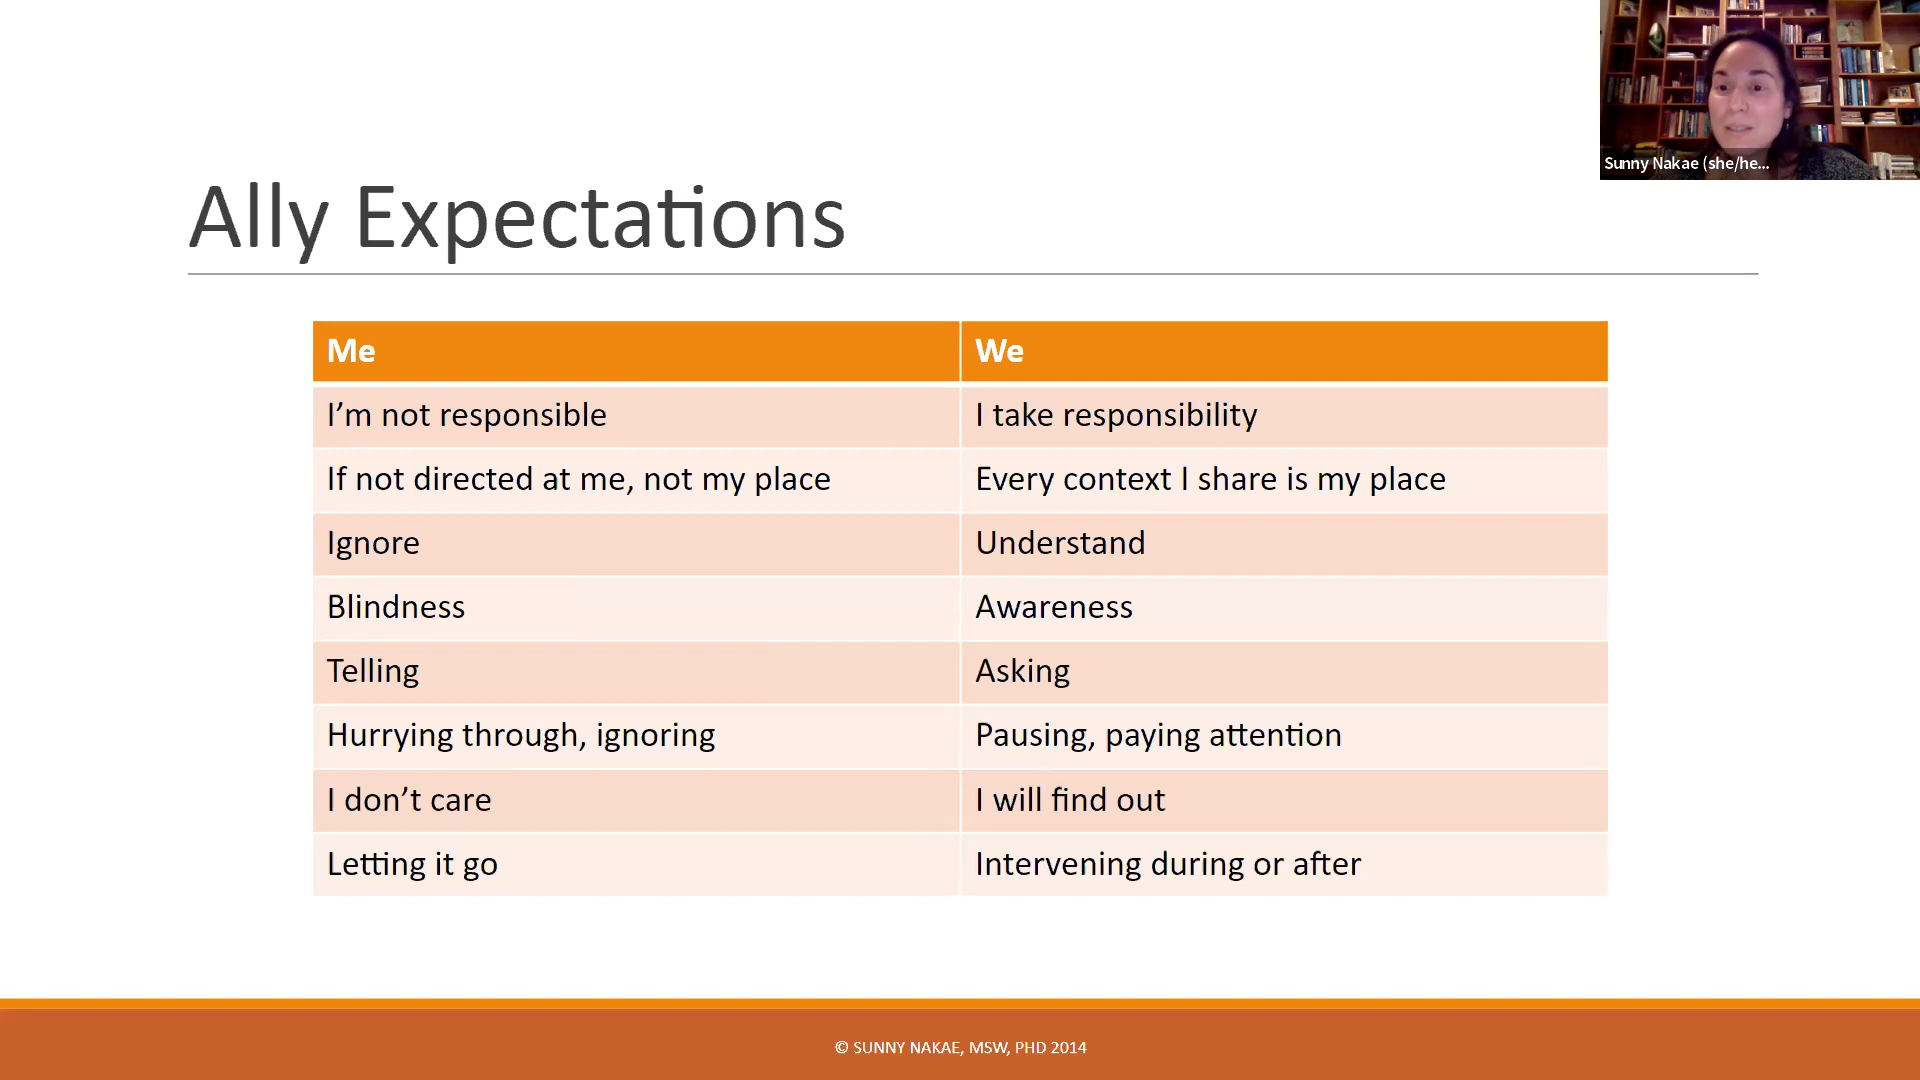 Sunny Nakae (she/he...
Ally Expectations
Me
We
I’m not responsible
I take responsibility
If not directed at me, not my place
Every context I share is my place
Ignore
Understand
Blindness
Awareness
Telling
Asking
Hurrying through, ignoring
Pausing, paying attention
I don’t care
I will find out
Letting it go
Intervening during or after
© SUNNY NAKAE, MSW, PHD 2014